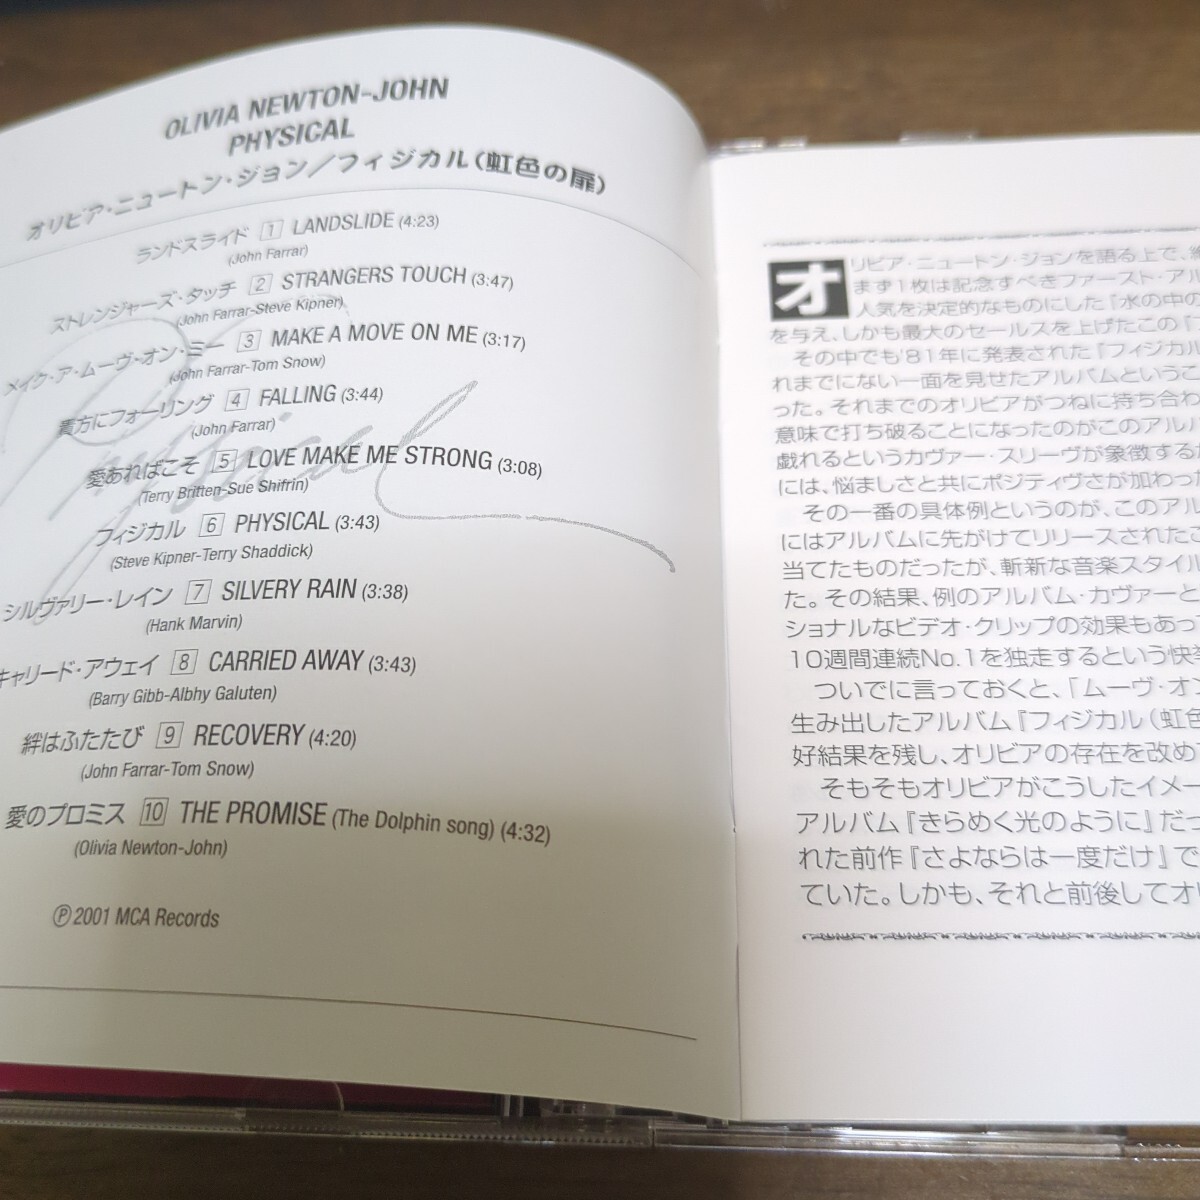 OLIVIA NEWTON-JOHN
PHYSICAL
オリビア・ニュートン・ジョン/フィジカル(虹色の扉)
ランドスライド 1 LANDSLIDE (4:23)
(John Farrar)
ストレンジャーズ・タッチ 2 STRANGERS TOUCH (3:47)
(John Farrar-Steve Kipner)
メイク・ア・ムーヴ・オン・ミー 3 MAKE A MOVE ON ME (3:17)
(John Farrar-Tom Snow)
貴方にフォーリング 4 FALLING (3:44)
(John Farrar)
愛あればこそ 5 LOVE MAKE ME STRONG (3:08)
(Terry Britten-Sue Shifrin)
フィジカル 6 PHYSICAL (3:43)
(Steve Kipner-Terry Shaddick)
シルヴァリー・レイン 7 SILVERY RAIN (3:38)
(Hank Marvin)
キャリード・アウェイ 8 CARRIED AWAY (3:43)
(Barry Gibb-Albhy Galuten)
絆はふたたび 9 RECOVERY (4:20)
(John Farrar-Tom Snow)
愛のプロミス 10 THE PROMISE (The Dolphin song) (4:32)
(Olivia Newton-John)
Ⓟ2001 MCA Records
Physical
オリビア・ニュートン・ジョンを語る上で、
まず1枚は記念すべきファースト・アル
人気を決定的なものにした『水の中の
を与え、しかも最大のセールスを上げたこの『
その中でも'81年に発表された『フィジカル
れまでにない一面を見せたアルバムというこ
った。それまでのオリビアがつねに持ち合わ
意味で打ち破ることになったのがこのアルバ
戯れるというカヴァー・スリーヴが象徴するた
には、悩ましさと共にポジティヴさが加わった
その一番の具体例というのが、このアル
にはアルバムに先がけてリリースされたこ
当てたものだったが、斬新な音楽スタイル
た。その結果、例のアルバム・カヴァーと
ショナルなビデオ・クリップの効果もあって
10週間連続No.1を独走するという快挙
ついでに言っておくと、「ムーヴ・オン
生み出したアルバム『フィジカル(虹色
好結果を残し、オリビアの存在を改め
そもそもオリビアがこうしたイメー
アルバム『きらめく光のように』だっ
れた前作『さよならは一度だけ』で
ていた。しかも、それと前後してオリ